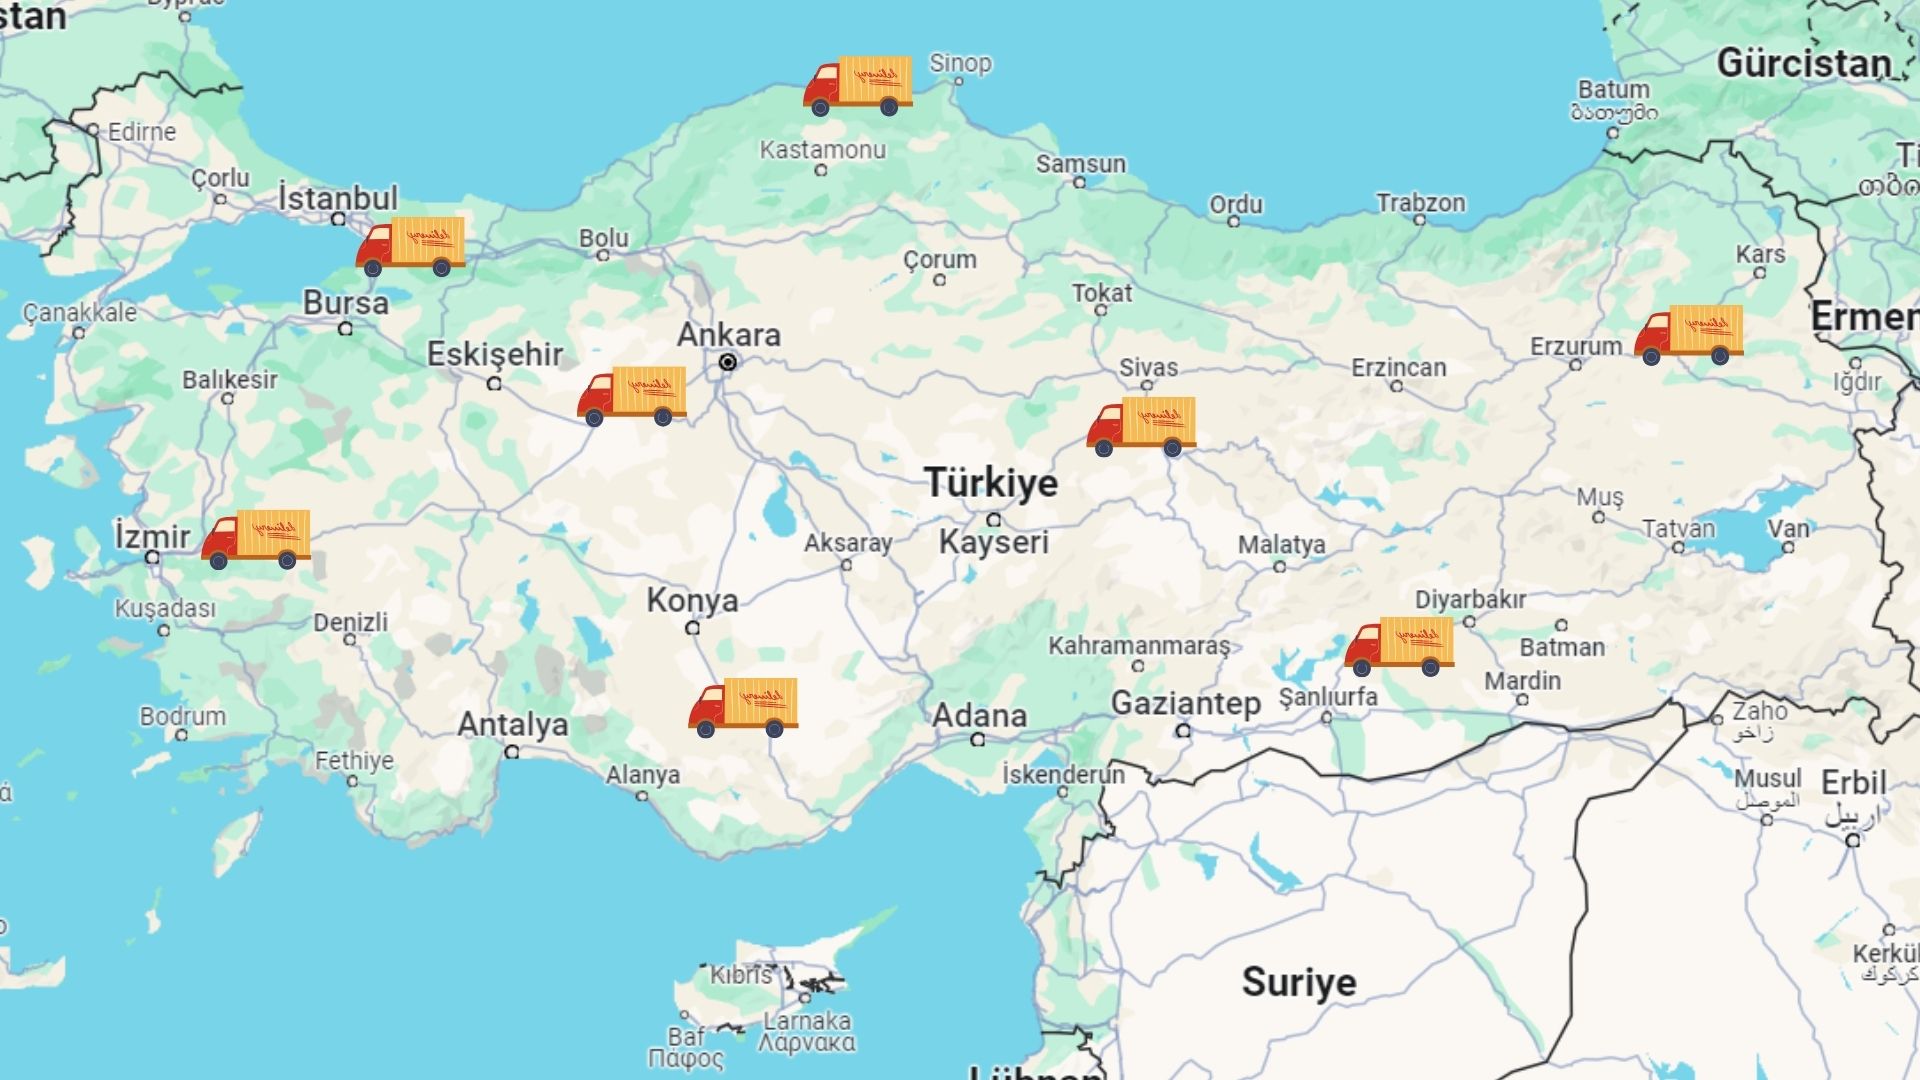 stan
Sinop
Gürcistan
Batum
ბათუმი
Edirne
Kastamonu
Samsun
Çorlu
İstanbul
Ordu
Trabzon
Bolu
Çorum
Kars
Çanakkale
Bursa
Tokat
Ermen
Ankara
Eskişehir
Erzurum
Balıkesir
Sivas
Erzincan
Iğdır
Türkiye
Muş
İzmir
Aksaray
Kayseri
Malatya
Tatvan
Van
Kuşadası
Denizli
Konya
Diyarbakır
Kahramanmaraş
Batman
Mardin
Bodrum
Antalya
Adana
Gaziantep
Şanlıurfa
Zaho
زاخو
Fethiye
Alanya
İskenderun
Musul
الموصل
Erbil
اربيل
Kıbrıs
Suriye
Kerkü
كركوك
Larnaka
Λάρνακα
Baf
Πάφος